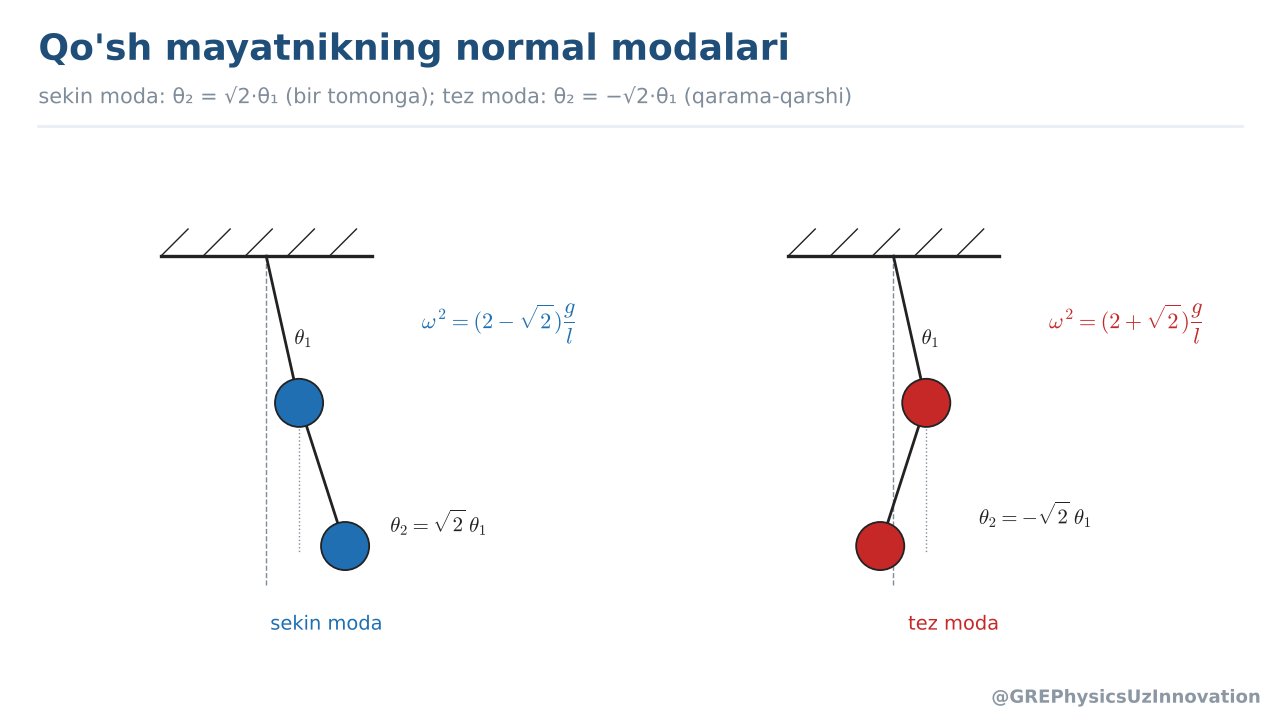 Qo'sh mayatnikning normal modalari
sekin moda: θ₂ = √2·θ₁ (bir tomonga); tez moda: θ₂ = −√2·θ₁ (qarama-qarshi)
ω² = (2 − √2) g/l
ω² = (2 + √2) g/l
θ₁
θ₁
θ₂ = √2 θ₁
θ₂ = −√2 θ₁
sekin moda
tez moda
@GREPhysicsUzInnovation